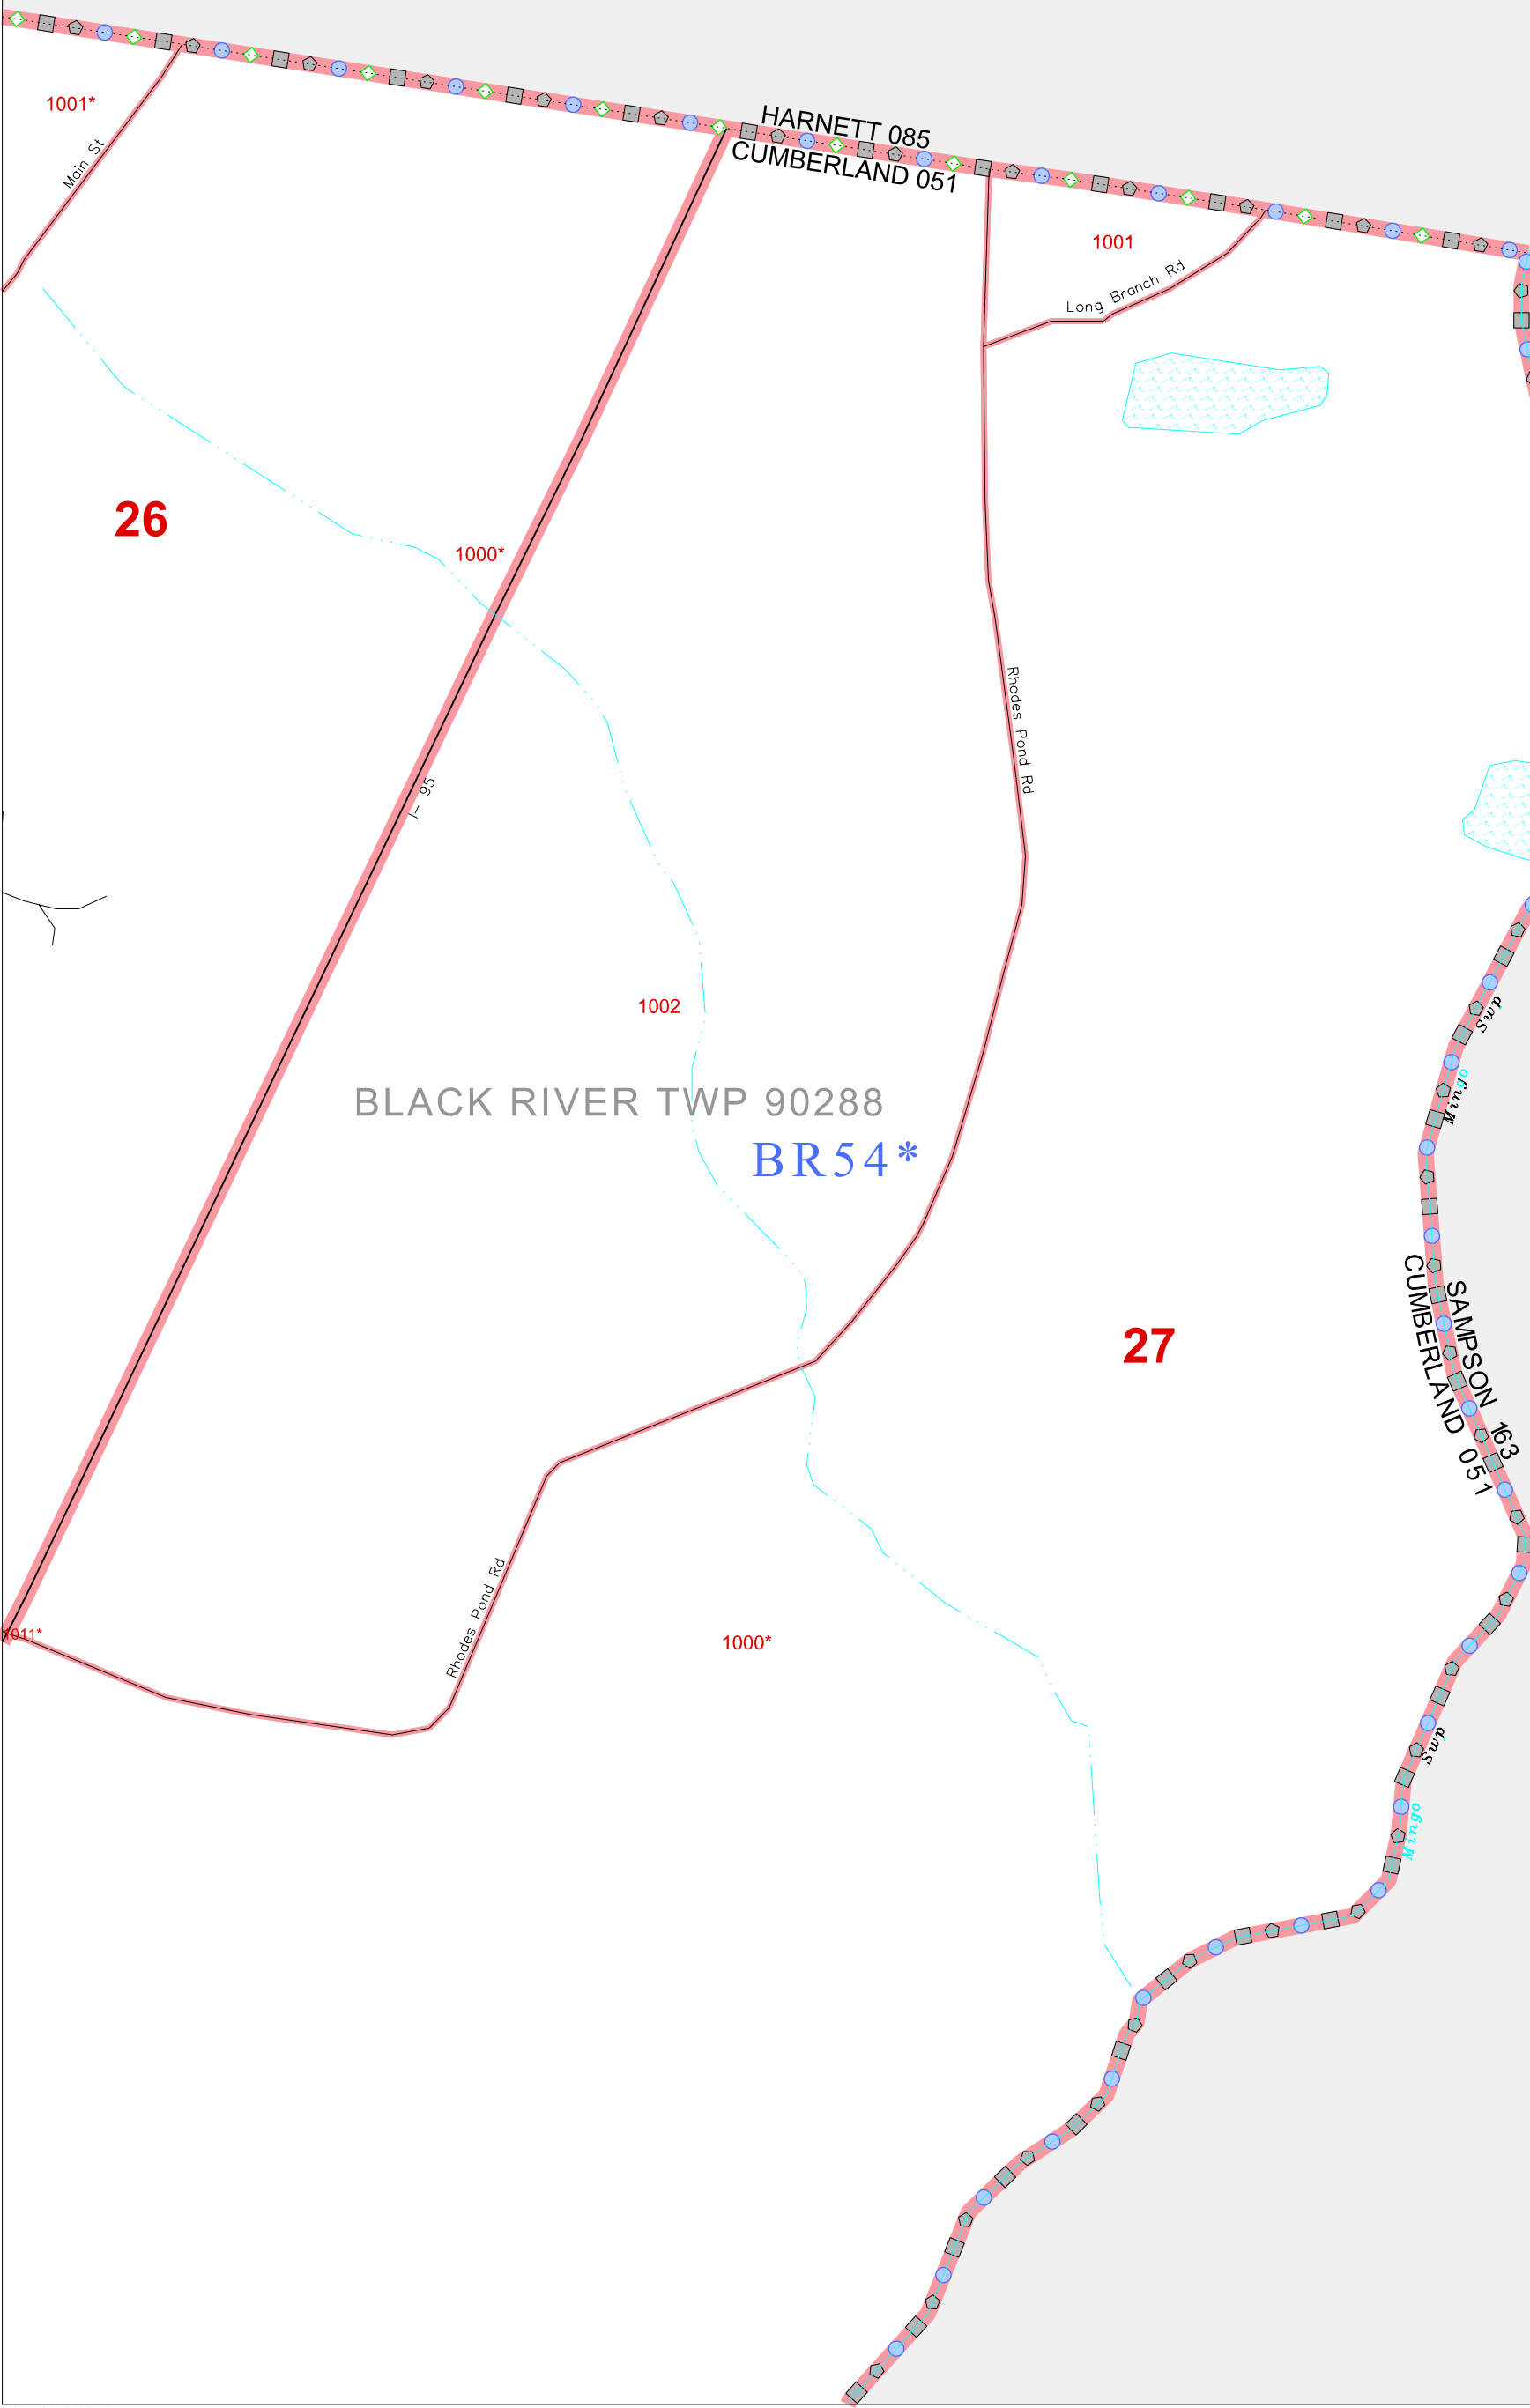 HARNETT 085
CUMBERLAND 051
1001*
Main St
1001
Long Branch Rd
26
1000*
Rhodes Pond Rd
I- 95
1002
Swp
Mingo
BLACK RIVER TWP 90288
BR54*
27
SAMPSON 163
CUMBERLAND 051
Rhodes Pond Rd
1011*
1000*
Swp
Mingo